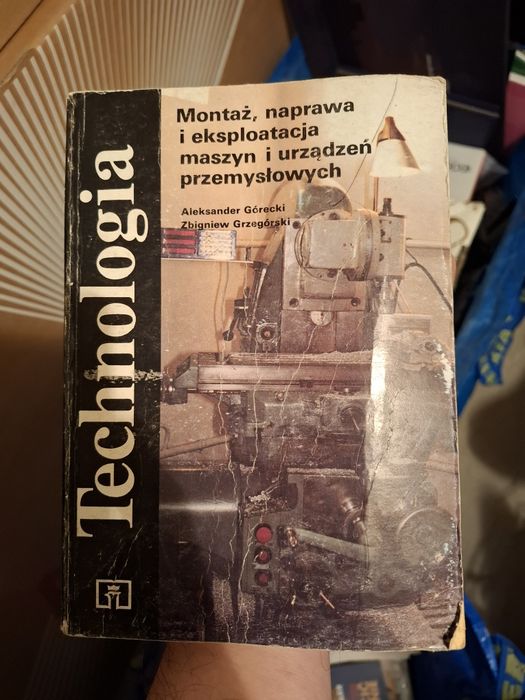 Technologia
Montaż, naprawa
i eksploatacja
maszyn i urządzeń
przemysłowych
Aleksander Górecki
Zbigniew Grzegórski